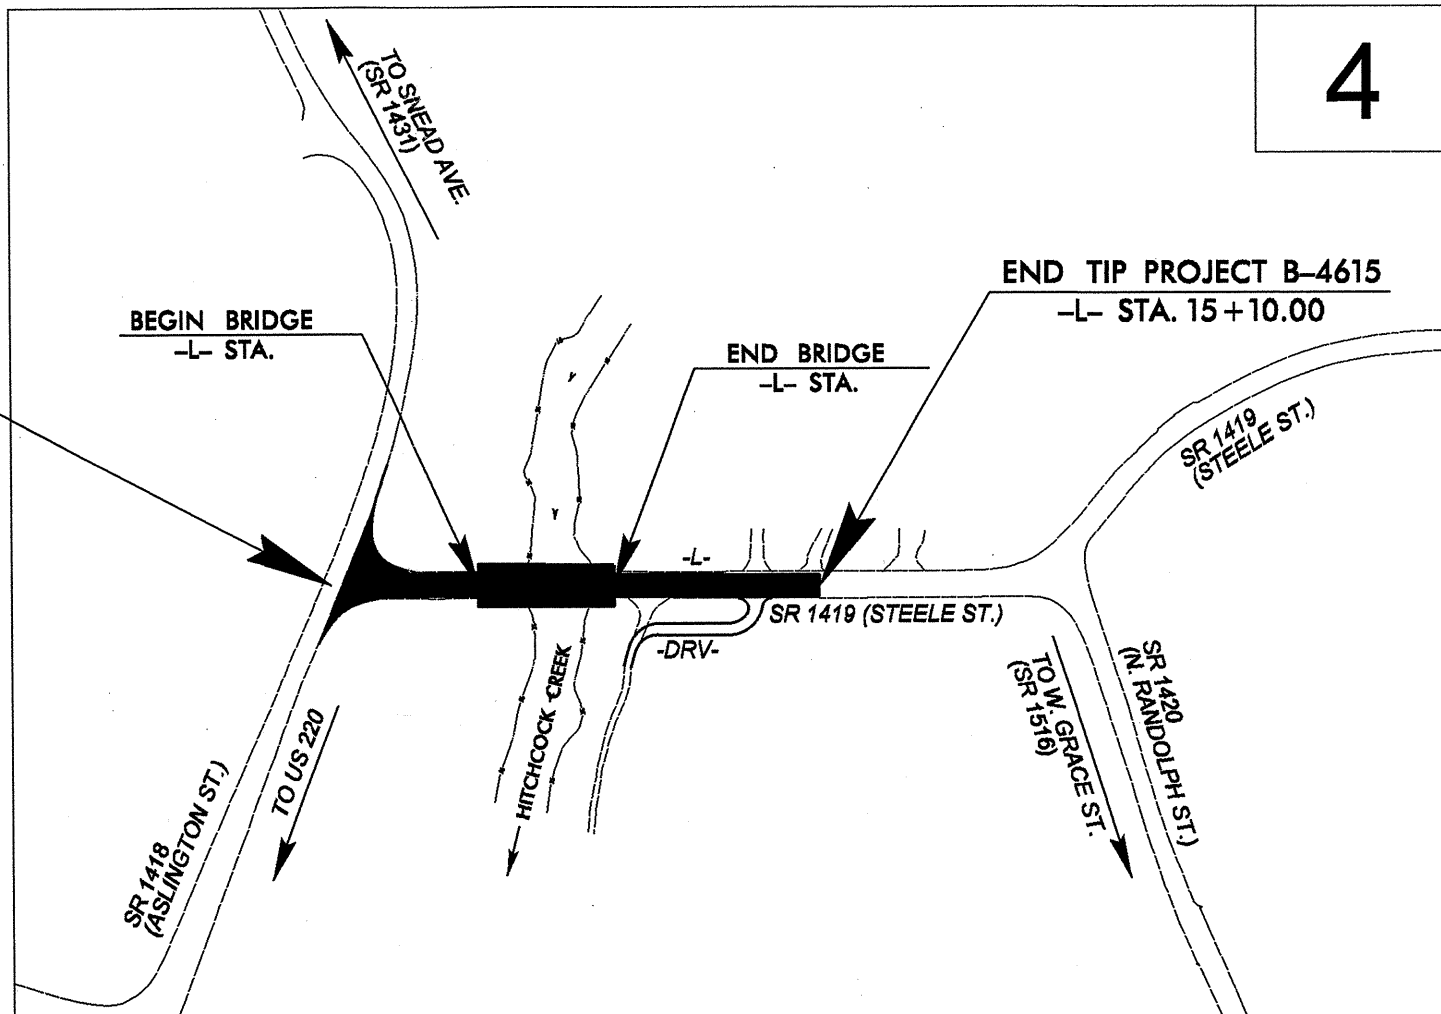 4
TO SNEAD AVE.
(SR 1431)
END TIP PROJECT B-4615
-L- STA. 15+10.00
BEGIN BRIDGE
-L- STA.
END BRIDGE
-L- STA.
SR 1419
(STEELE ST.)
-L-
SR 1419 (STEELE ST.)
-DRV-
HITCHCOCK CREEK
TO US 220
SR 1418
(ASLINGTON ST.)
TO W. GRACE ST.
(SR 1516)
SR 1420
(N. RANDOLPH ST.)